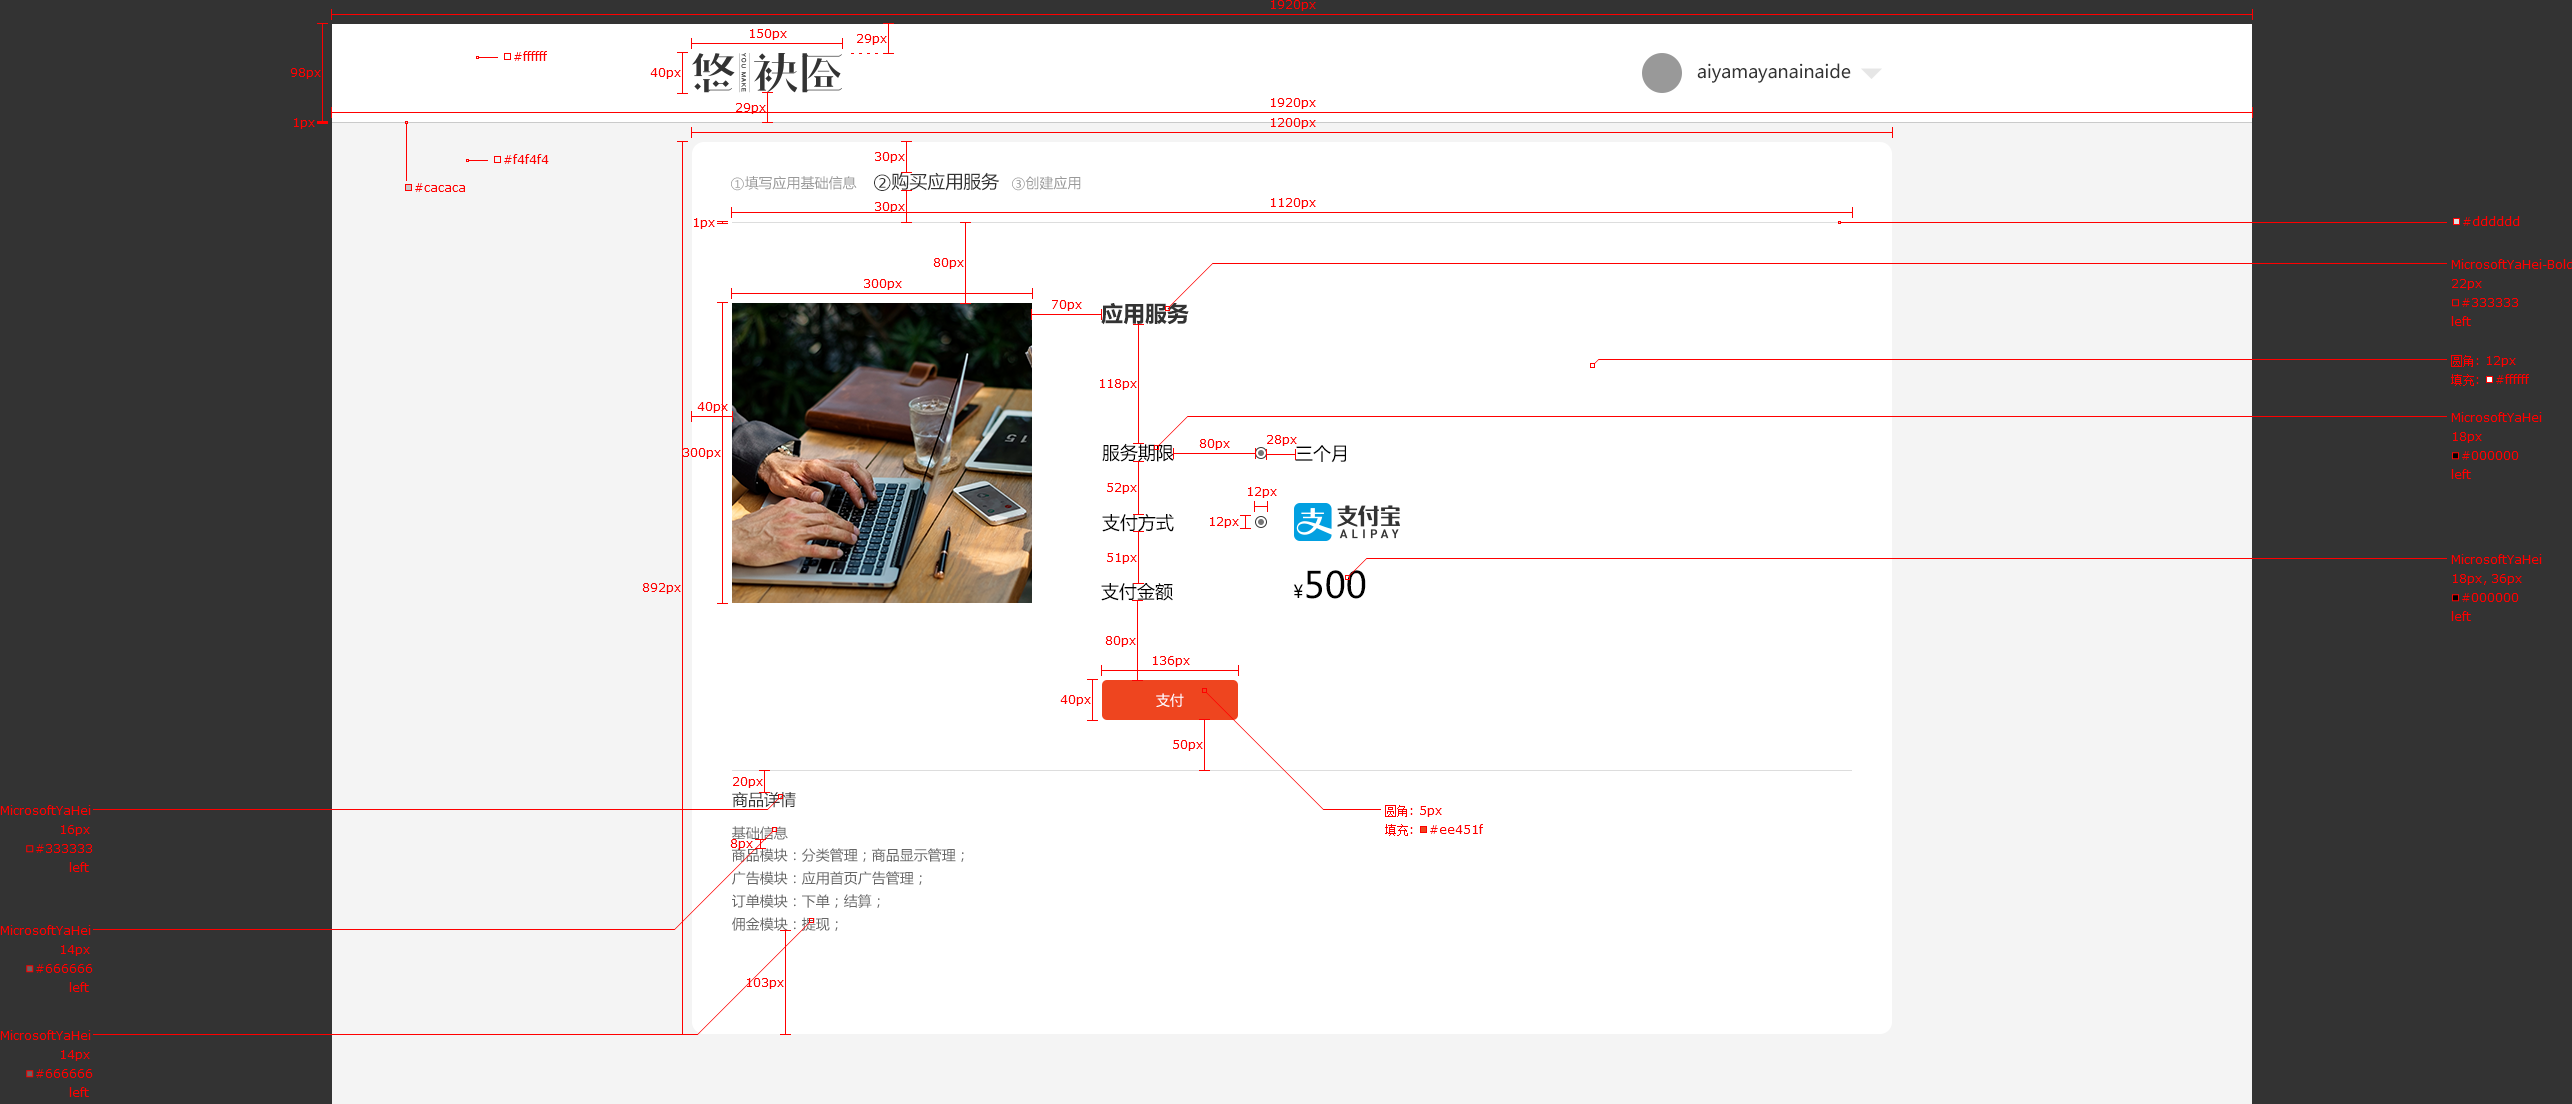 1920px
150px
29px
#ffffff
98px
40px
悠
YOU MAKE
aiyamayanainaide
29px
1920px
1px
1200px
#f4f4f4
30px
#cacaca
①填写应用基础信息 ②购买应用服务 ③创建应用
30px
1120px
1px
#dddddd
80px
MicrosoftYaHei-Bold
300px
22px
70px
应用服务
#333333
left
圆角: 12px
填充: #ffffff
118px
40px
MicrosoftYaHei
18px
#000000
left
300px
服务期限
80px
28px
三个月
52px
12px
支付方式
12px
支付宝
ALIPAY
51px
MicrosoftYaHei
18px, 36px
#000000
left
892px
支付金额
¥500
80px
136px
40px
支付
50px
20px
商品详情
MicrosoftYaHei
16px
#333333
left
圆角: 5px
填充: #ee451f
基础信息
8px
商品模块：分类管理；商品显示管理；
广告模块：应用首页广告管理；
订单模块：下单；结算；
佣金模块：提现；
MicrosoftYaHei
14px
#666666
left
103px
MicrosoftYaHei
14px
#666666
left